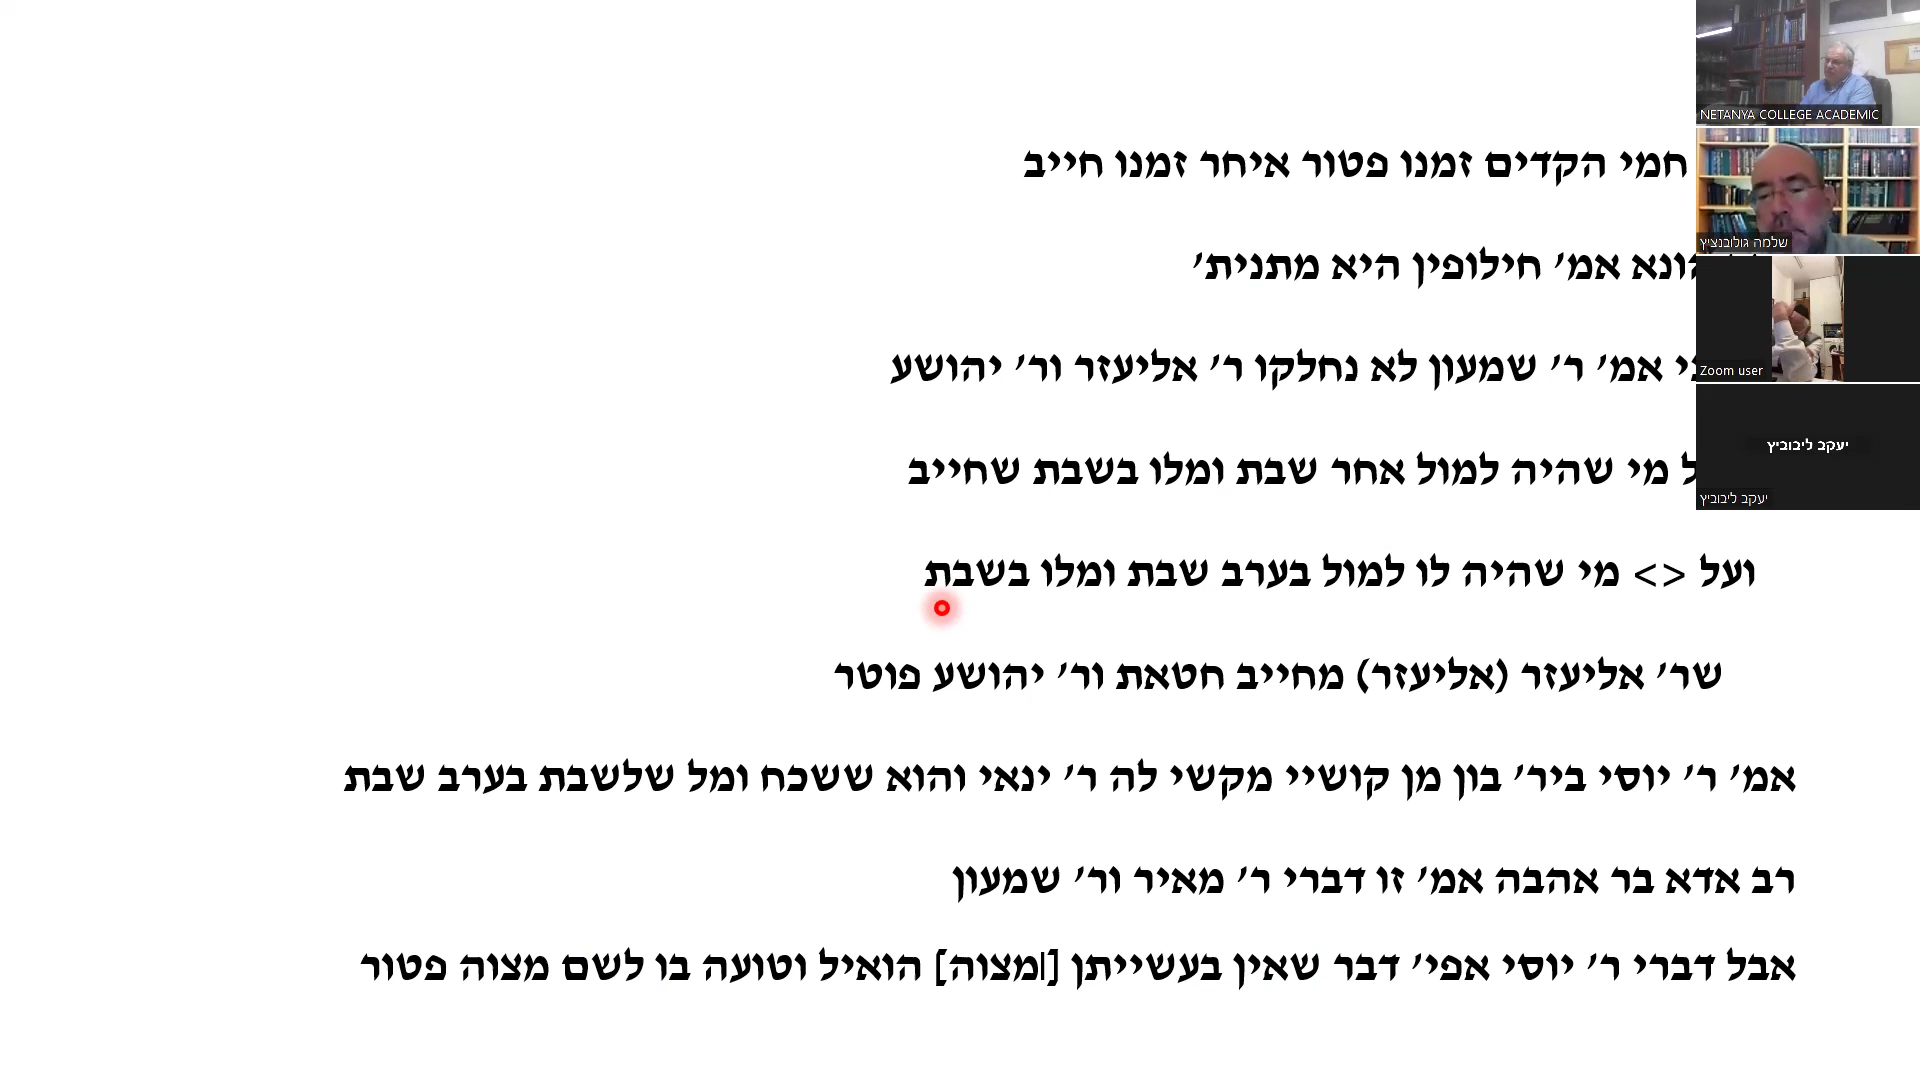 חמי הקדים זמנו פטור איחר זמנו חייב
הונא אמ׳ חילופין היא מתנית׳
אמ׳ ר׳ שמעון לא נחלקו ר׳ אליעזר ור׳ יהושע
מי שהיה למול אחר שבת ומלו בשבת שחייב
ועל <> מי שהיה לו למול בערב שבת ומלו בשבת
שר׳ אליעזר (אליעזר) מחייב חטאת ור׳ יהושע פוטר
אמ׳ ר׳ יוסי ביר׳ בון מן קושיי מקשי לה ר׳ ינאי והוא ששכח ומל שלשבת בערב שבת
רב אדא בר אהבה אמ׳ זו דברי ר׳ מאיר ור׳ שמעון
אבל דברי ר׳ יוסי אפי׳ דבר שאין בעשייתן [|מצוה] הואיל וטועה בו לשם מצוה פטור
NETANYA COLLEGE ACADEMIC
שלמה גולובנציץ
Zoom user
יעקב ליבוביץ
יעקב ליבוביץ